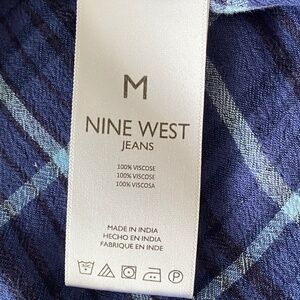 M
NINE WEST
JEANS
100% VISCOSE
100% VISCOSE
100% VISCOSA
MADE IN INDIA
HECHO EN INDIA
FABRIQUE EN INDE
P